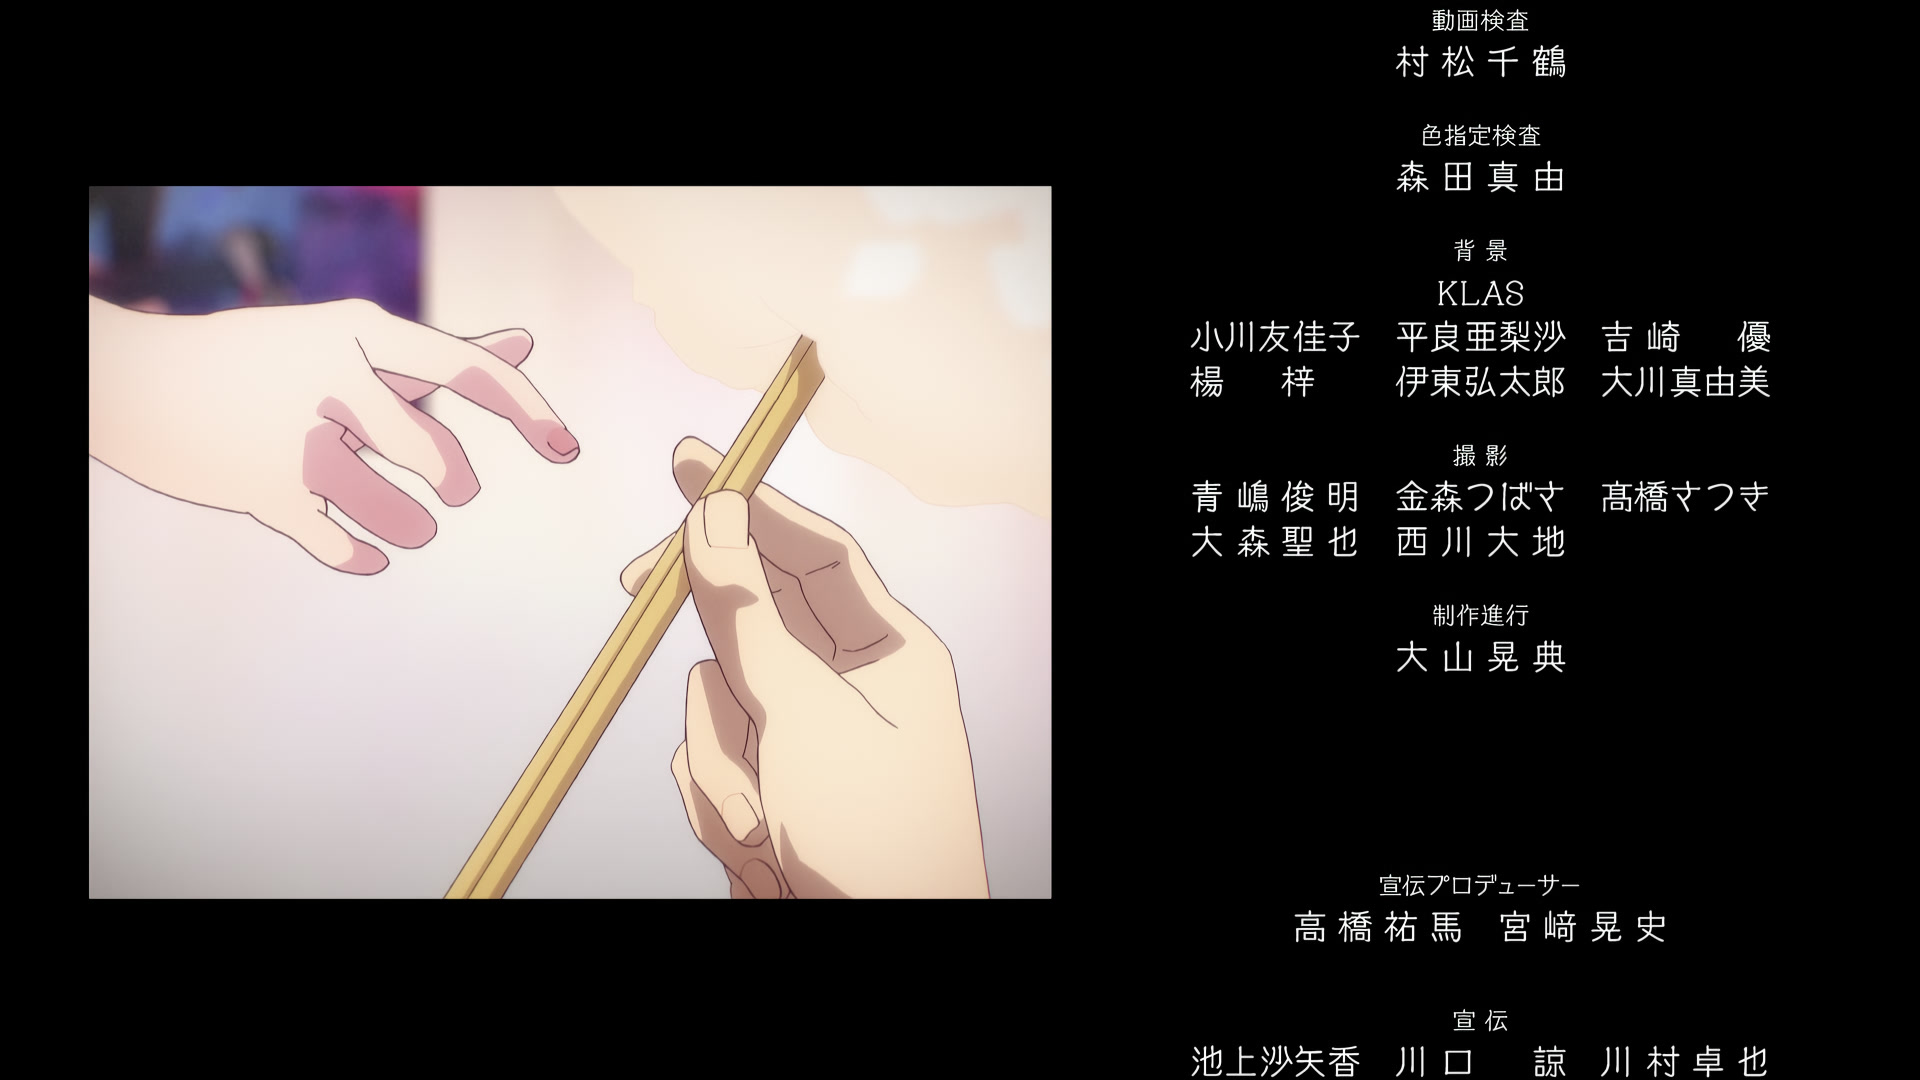 動画検査
村松千鶴
色指定検査
森田真由
背景
KLAS
小川友佳子　平良亜梨沙　吉崎　優
楊　梓　伊東弘太郎　大川真由美
撮影
青嶋俊明　金森つばさ　髙橋さつき
大森聖也　西川大地
制作進行
大山晃典
宣伝プロデューサー
高橋祐馬　宮﨑晃史
宣伝
池上沙矢香　川口　諒　川村卓也